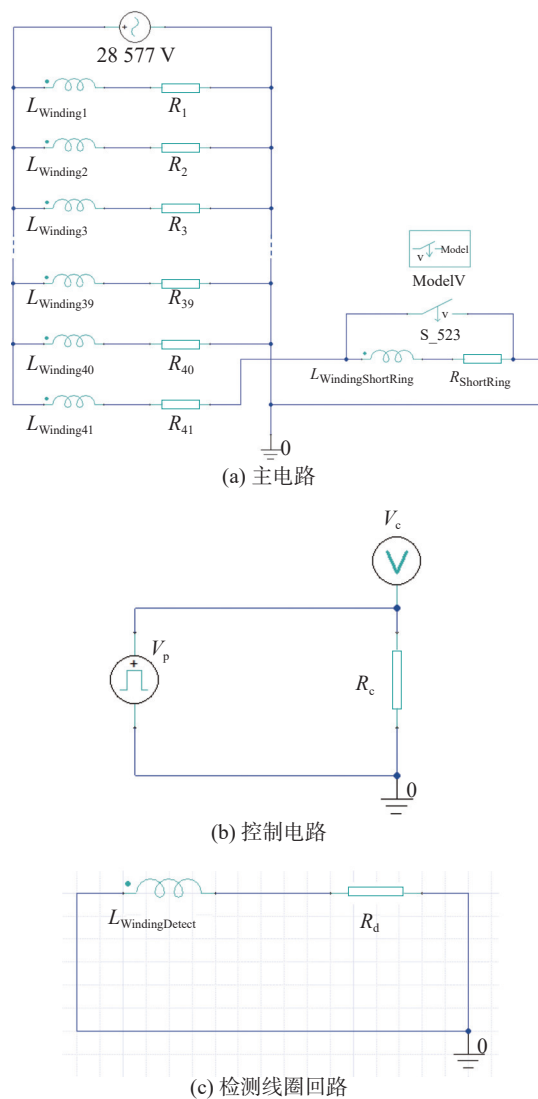 28 577 V
LWinding1
R1
LWinding2
R2
LWinding3
R3
Model
v
ModelV
LWinding39
R39
v
S_523
LWinding40
R40
LWindingShortRing
RShortRing
LWinding41
R41
0
(a) 主电路
Vc
V
Vp
+
Rc
0
(b) 控制电路
LWindingDetect
Rd
0
(c) 检测线圈回路